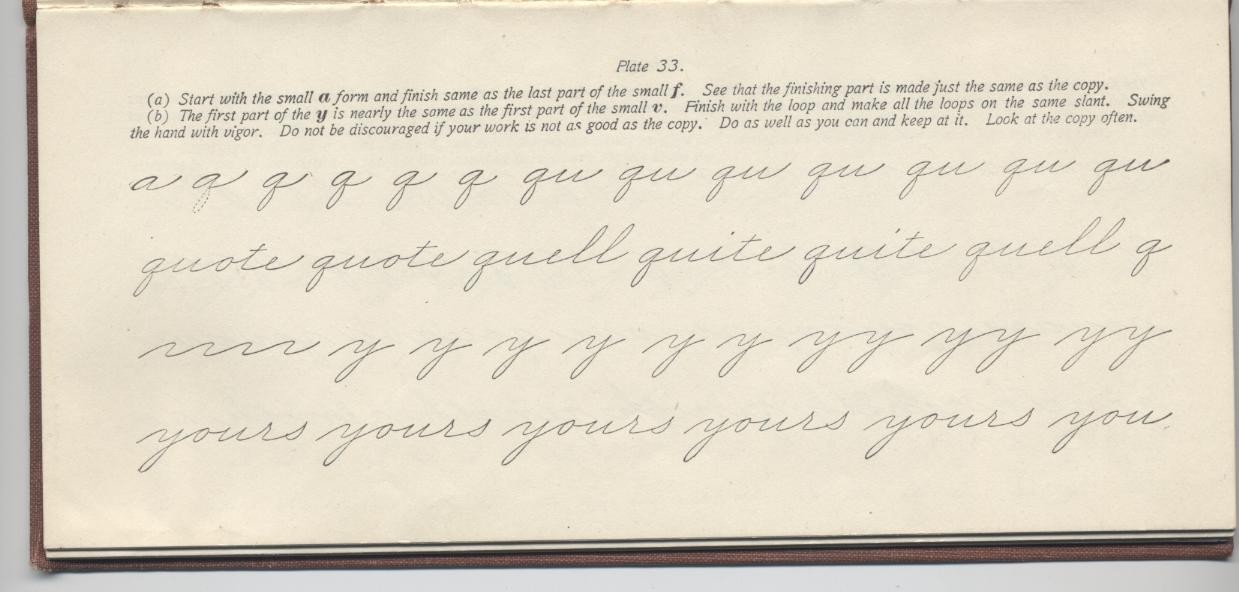 Plate 33.
(a) Start with the small a form and finish same as the last part of the small f. See that the finishing part is made just the same as the copy.
(b) The first part of the y is nearly the same as the first part of the small v. Finish with the loop and make all the loops on the same slant. Swing
the hand with vigor. Do not be discouraged if your work is not as good as the copy. Do as well as you can and keep at it. Look at the copy often.
a q q q q q qu qu qu qu qu qu qu
quote quote quell quite quite quell q
y y y y y y yy yy yy
yours yours yours yours yours you